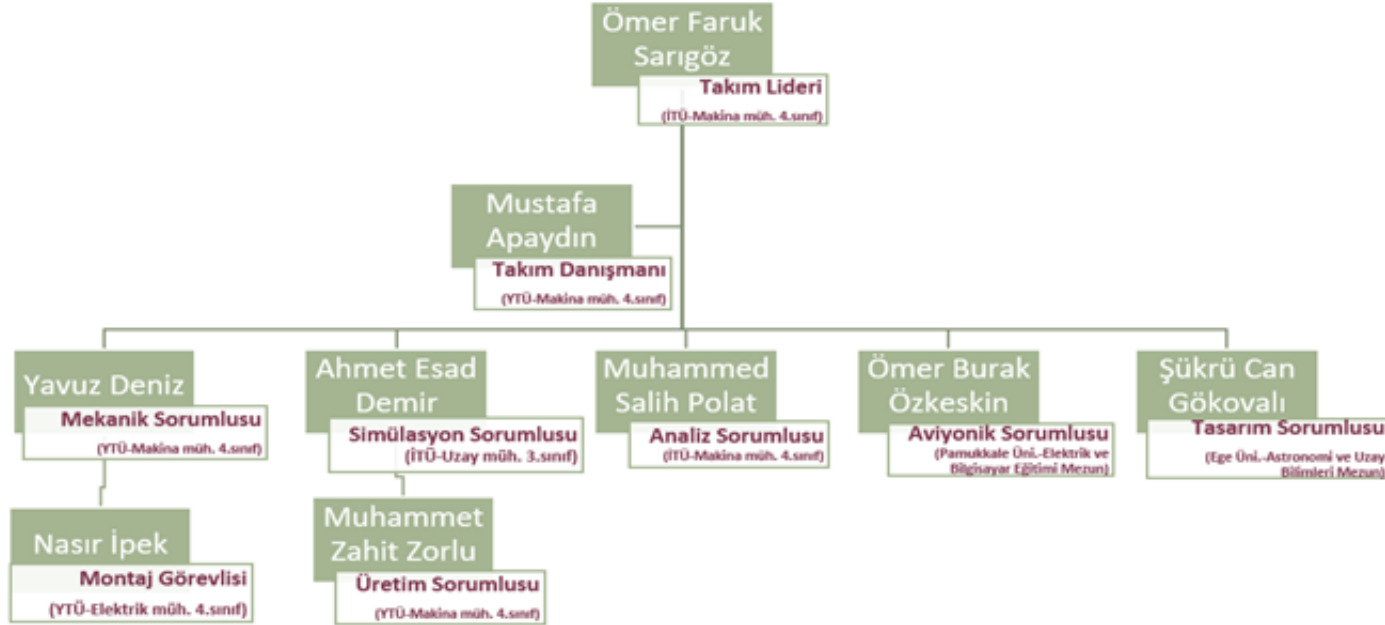 Ömer Faruk
Sarıgöz
Takım Lideri
(İTÜ-Makina müh. 4.sınıf)
Mustafa
Apaydın
Takım Danışmanı
(YTÜ-Makina müh. 4.sınıf)
Yavuz Deniz
Mekanik Sorumlusu
(YTÜ-Makina müh. 4.sınıf)
Ahmet Esad
Demir
Simülasyon Sorumlusu
(İTÜ-Uzay müh. 3.sınıf)
Muhammed
Salih Polat
Analiz Sorumlusu
(İTÜ-Makina müh. 4.sınıf)
Ömer Burak
Özkeskin
Aviyonik Sorumlusu
(Pamukkale Üni.-Elektrik ve
Bilgisayar Eğitimi Mezun)
Şükrü Can
Gökovalı
Tasarım Sorumlusu
(Ege Üni.-Astronomi ve Uzay
Bilimleri Mezun)
Nasır İpek
Montaj Görevlisi
(YTÜ-Elektrik müh. 4.sınıf)
Muhammet
Zahit Zorlu
Üretim Sorumlusu
(YTÜ-Makina müh. 4.sınıf)